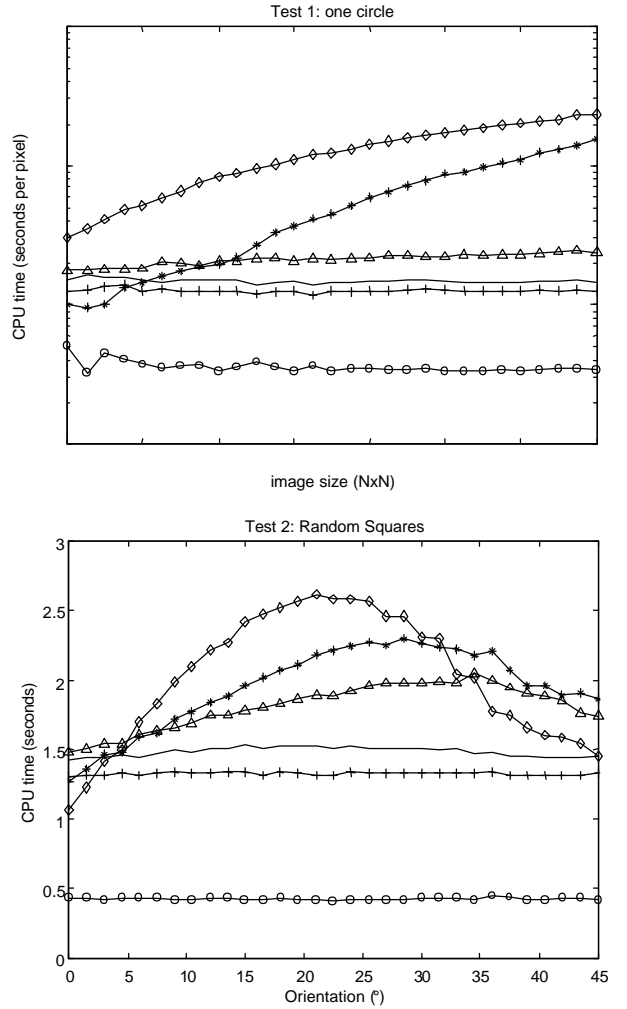 Test 1: one circle
CPU time (seconds per pixel)
image size (NxN)
Test 2: Random Squares
CPU time (seconds)
3
2.5
2
1.5
1
0.5
0
0 5 10 15 20 25 30 35 40 45
Orientation (°)